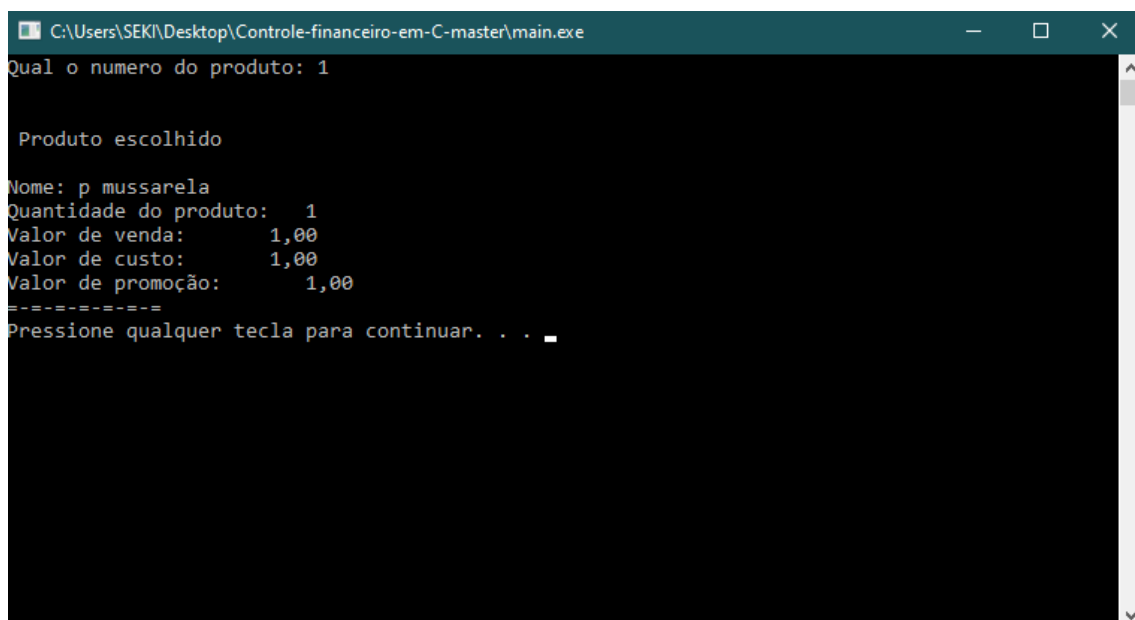 C:\Users\SEKI\Desktop\Controle-financeiro-em-C-master\main.exe
Qual o numero do produto: 1
Produto escolhido
Nome: p mussarela
Quantidade do produto:   1
Valor de venda:       1,00
Valor de custo:       1,00
Valor de promoção:       1,00
=-=-=-=-=-=-=
Pressione qualquer tecla para continuar. . .